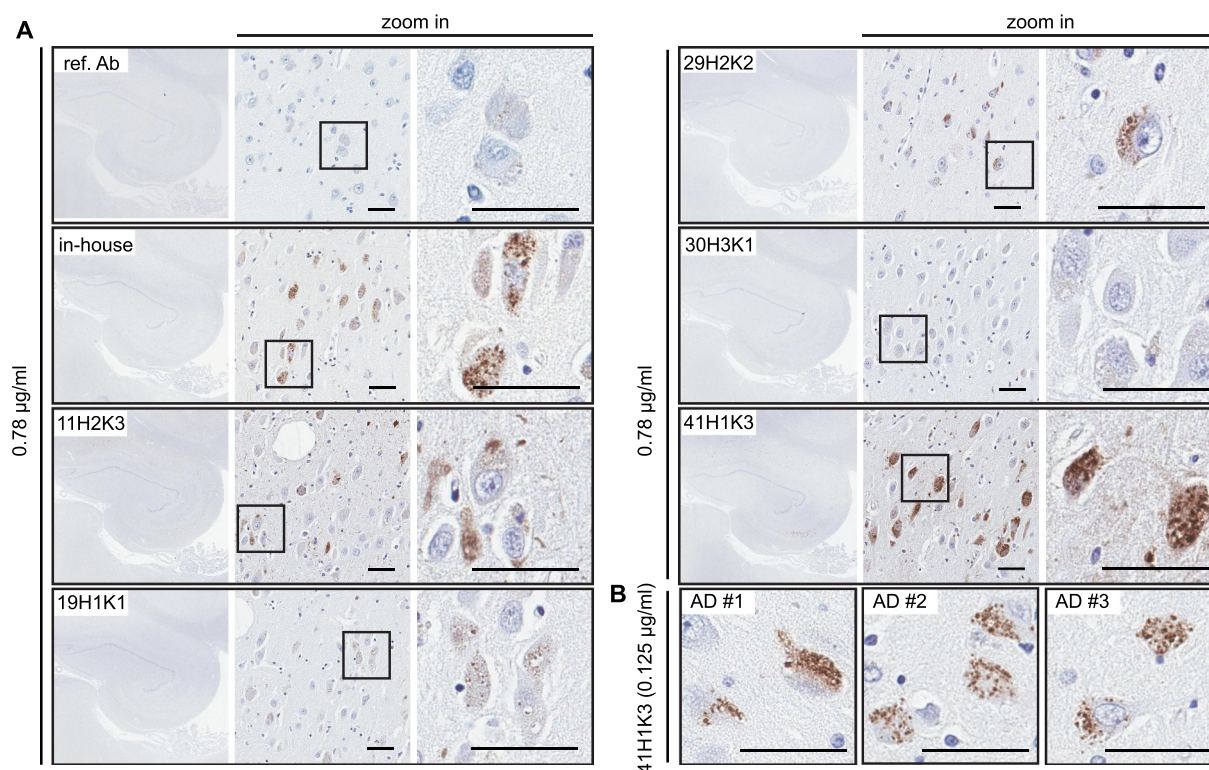 A
zoom in
0.78 µg/ml
ref. Ab
in-house
11H2K3
19H1K1
zoom in
0.78 µg/ml
29H2K2
30H3K1
41H1K3
B
41H1K3 (0.125 µg/ml)
AD #1
AD #2
AD #3